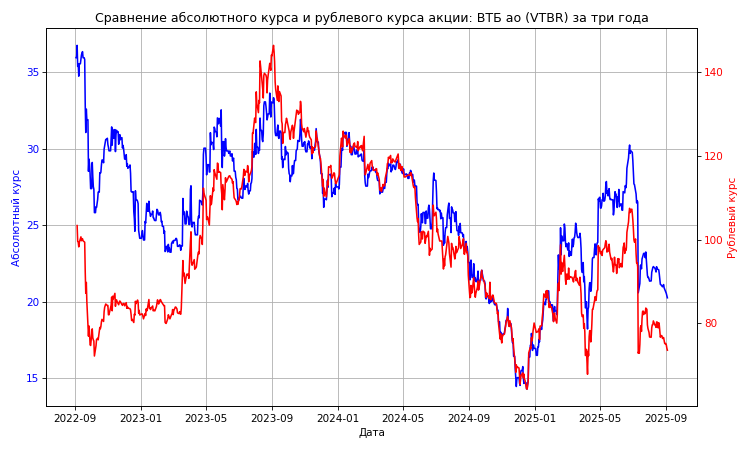 Сравнение абсолютного курса и рублевого курса акции: ВТБ ао (VTBR) за три года
Абсолютный курс
35
30
25
20
15
140
120
100
80
Рублевый курс
2022-09 2023-01 2023-05 2023-09 2024-01 2024-05 2024-09 2025-01 2025-05 2025-09
Дата